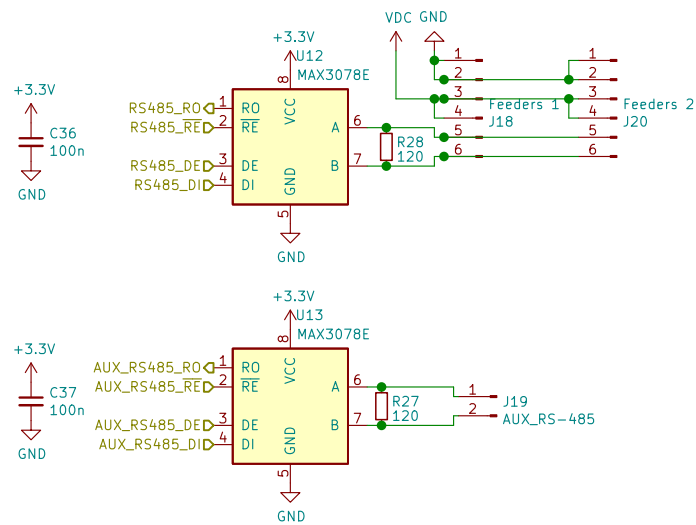 VDC GND
+3.3V
U12
MAX3078E
8
VCC
RS485_RO 1 RO
RS485_RE 2 RE
RS485_DE 3 DE
RS485_DI 4 DI
A 6
B 7
GND
5
GND
R28
120
+3.3V
C36
100n
GND
1
2
3
4
5
6
Feeders 1
J18
1
2
3
4
5
6
Feeders 2
J20
+3.3V
U13
MAX3078E
8
VCC
AUX_RS485_RO 1 RO
AUX_RS485_RE 2 RE
AUX_RS485_DE 3 DE
AUX_RS485_DI 4 DI
A 6
B 7
GND
5
GND
R27
120
+3.3V
C37
100n
GND
1
2
J19
AUX_RS-485